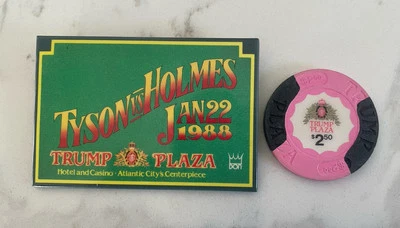 TYSON VS HOLMES
JAN 22
1988
TRUMP PLAZA
Hotel and Casino · Atlantic City's Centerpiece
TRUMP
PLAZA
$2.50
TRUMP
PLAZA